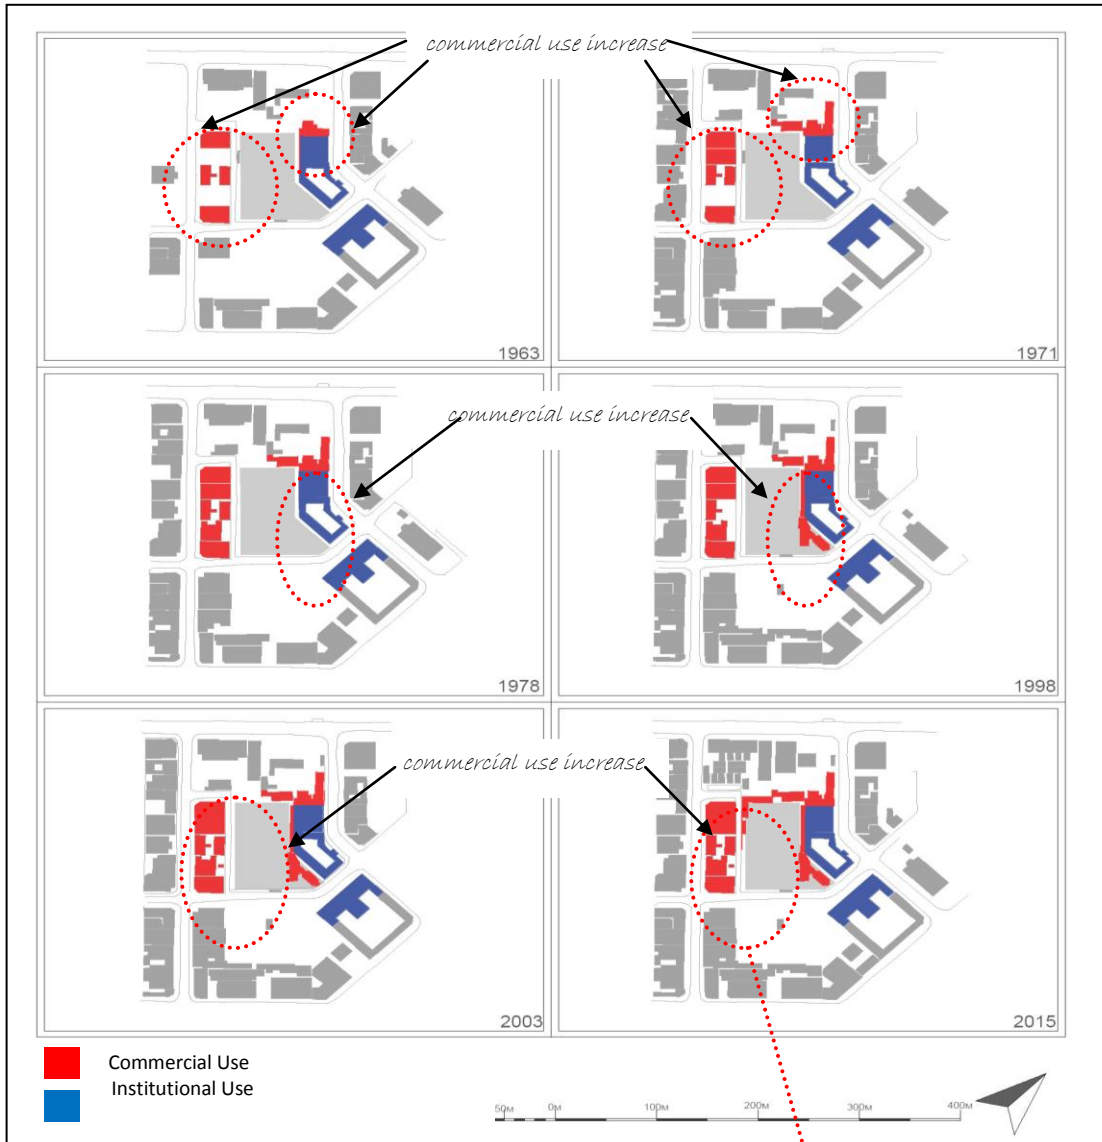 commercial use increase
1963
1971
commercial use increase
1978
1998
commercial use increase
2003
2015
Commercial Use
Institutional Use
50M 0M 100M 200M 300M 400M